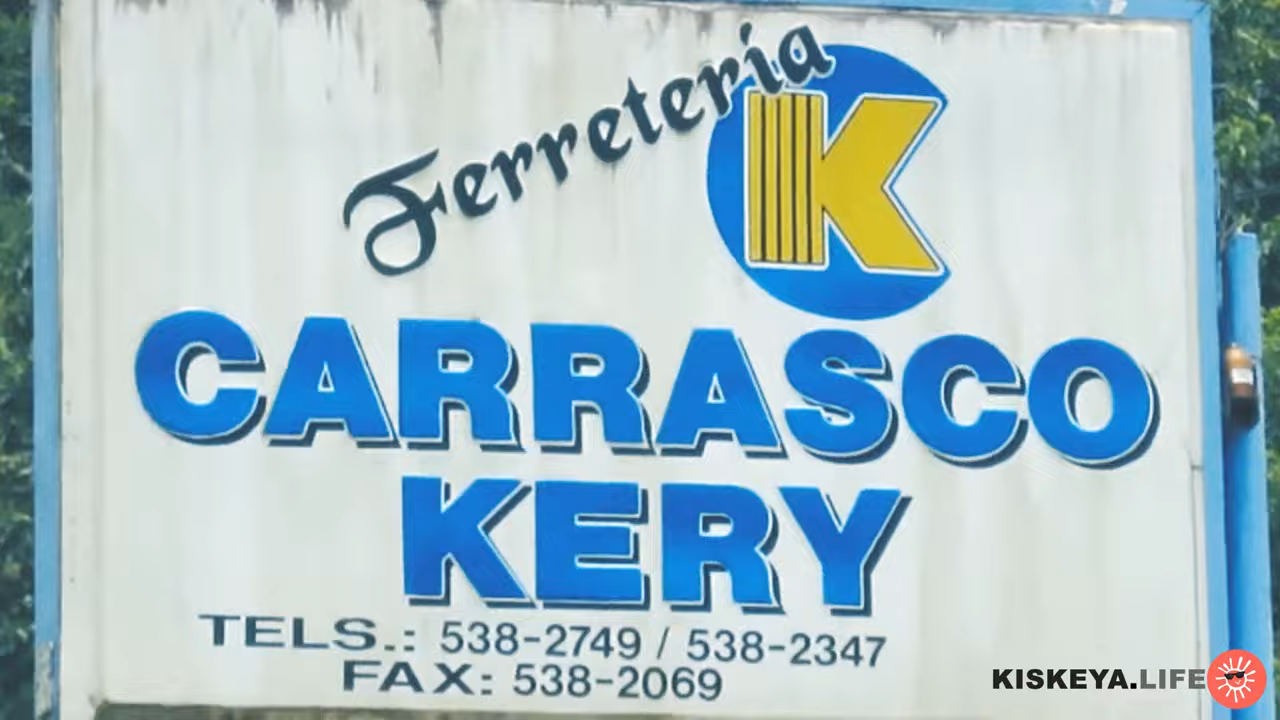 Ferreteria
K
CARRASCO
KERY
TELS.: 538-2749 / 538-2347
FAX: 538-2069
KISKEYA.LIFE